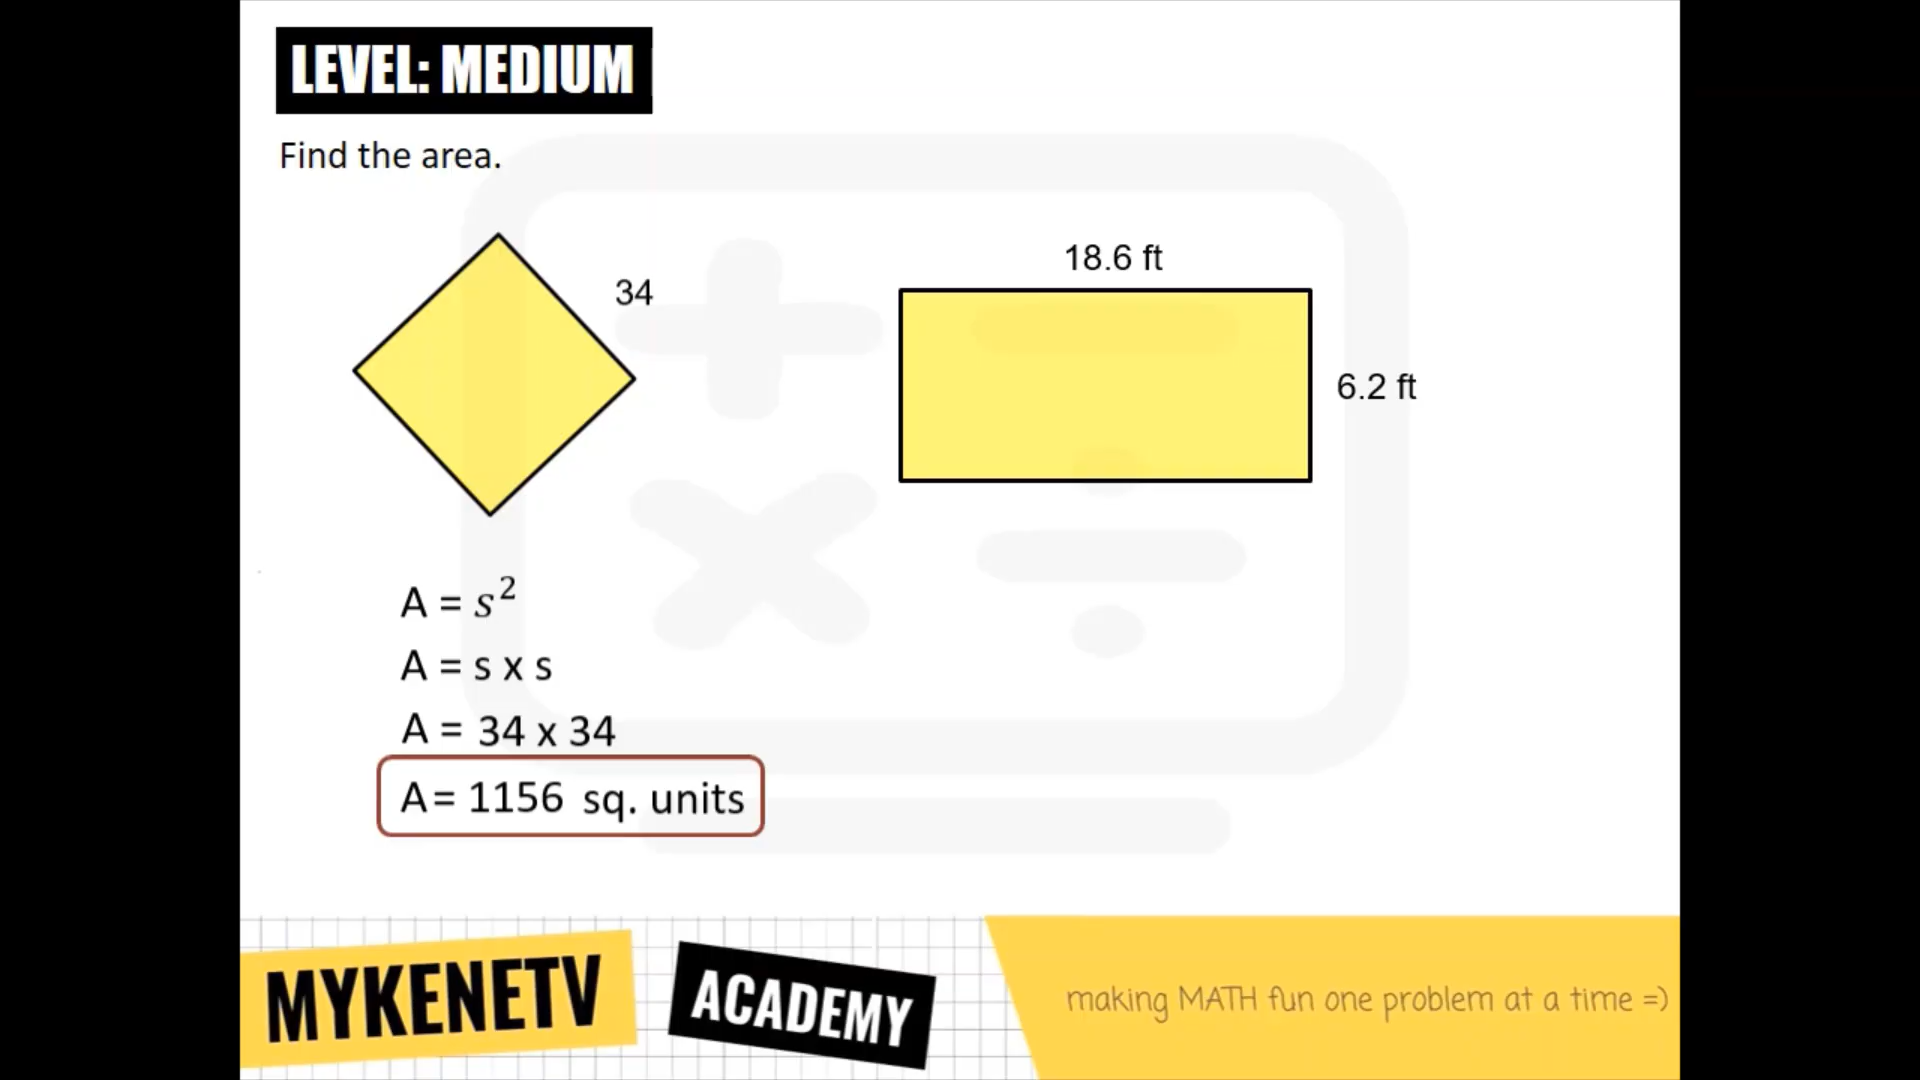 LEVEL: MEDIUM
Find the area.
34
18.6 ft
6.2 ft
A = s²
A = s x s
A = 34 x 34
A= 1156 sq. units
MYKENETV
ACADEMY
making MATH fun one problem at a time =)